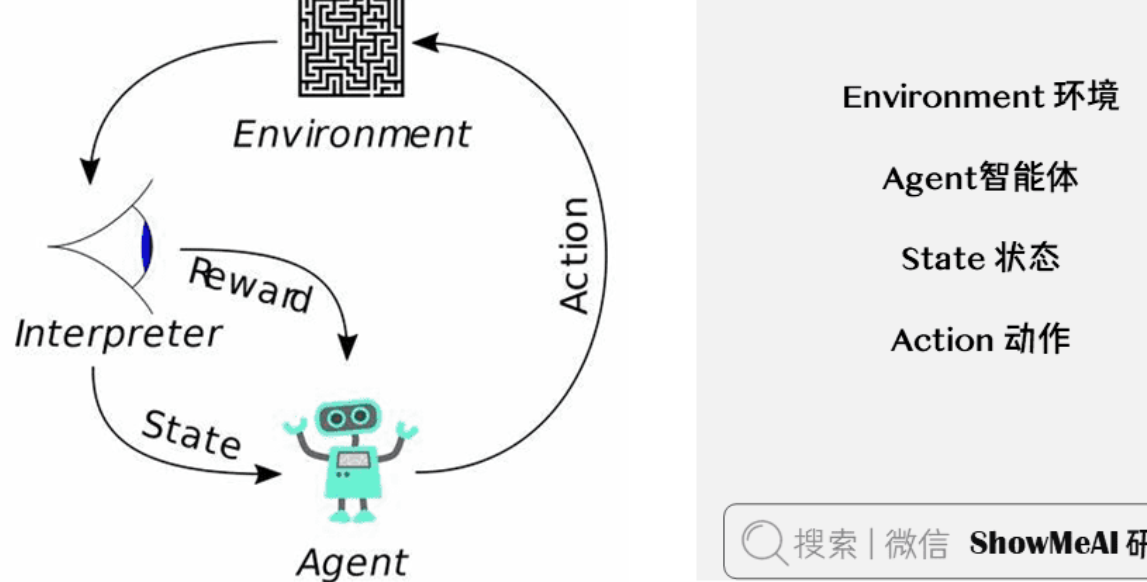 Environment
Action
Reward
Interpreter
State
Agent
Environment 环境
Agent智能体
State 状态
Action 动作
搜索 | 微信 ShowMeAI 研